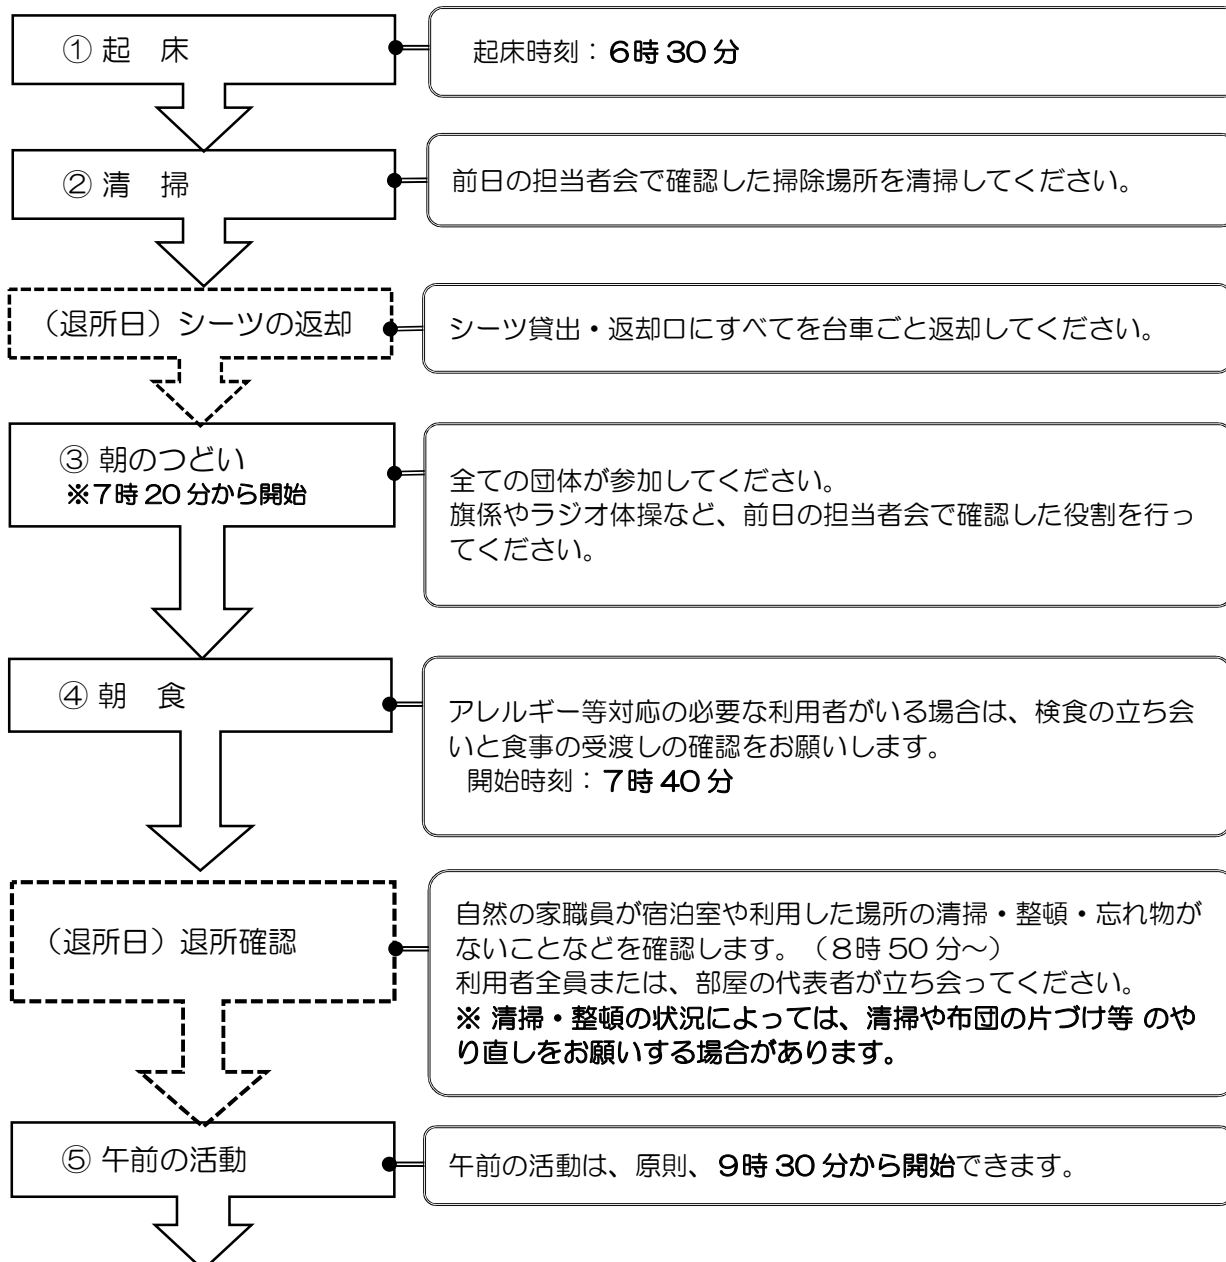 ① 起　床
起床時刻：６時 30 分
② 清　掃
前日の担当者会で確認した掃除場所を清掃してください。
（退所日）シーツの返却
シーツ貸出・返却口にすべてを台車ごと返却してください。
③ 朝のつどい
※７時 20 分から開始
全ての団体が参加してください。
旗係やラジオ体操など、前日の担当者会で確認した役割を行っ
てください。
④ 朝　食
アレルギー等対応の必要な利用者がいる場合は、検食の立ち会
いと食事の受渡しの確認をお願いします。
開始時刻：７時 40 分
（退所日）退所確認
自然の家職員が宿泊室や利用した場所の清掃・整頓・忘れ物が
ないことなどを確認します。（８時 50 分～）
利用者全員または、部屋の代表者が立ち会ってください。
※ 清掃・整頓の状況によっては、清掃や布団の片づけ等 のや
り直しをお願いする場合があります。
⑤ 午前の活動
午前の活動は、原則、９時 30 分から開始できます。